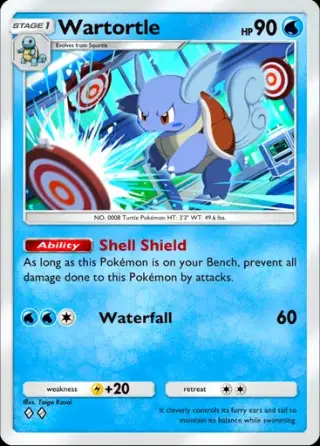 STAGE 1
Wartortle
HP 90
Evolves from Squirtle
NO. 0008 Turtle Pokémon HT: 3'3" WT: 49.6 lbs.
Ability Shell Shield
As long as this Pokémon is on your Bench, prevent all
damage done to this Pokémon by attacks.
Waterfall 60
weakness +20 retreat
Illus. Taiga Kasai
It cleverly controls its furry ears and tail to
maintain its balance while swimming.